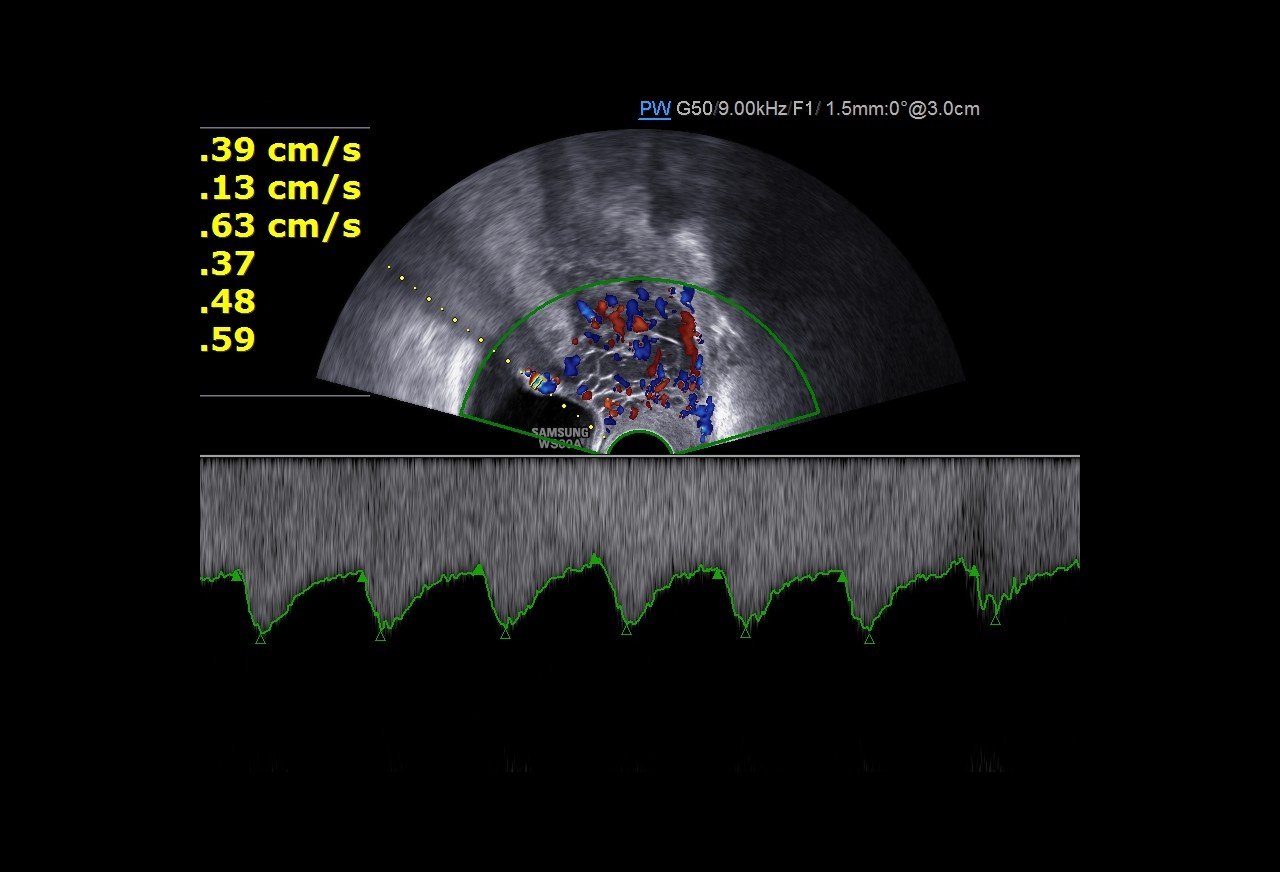 PW G50/9.00kHz/F1/ 1.5mm:0°@3.0cm
.39 cm/s
.13 cm/s
.63 cm/s
.37
.48
.59
SAMSUNG
WS80A